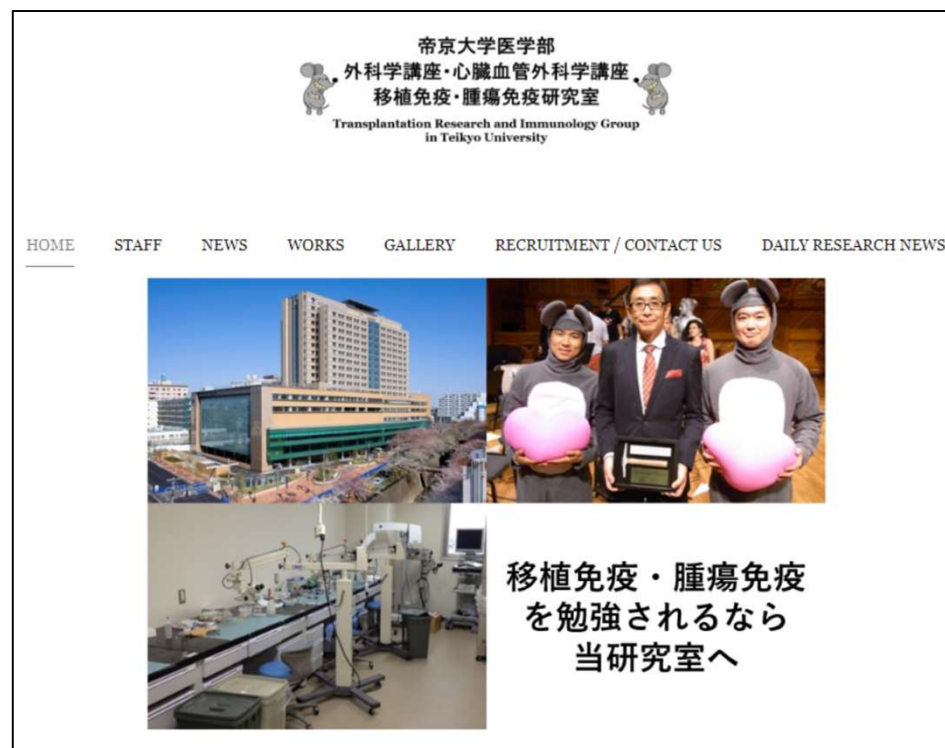 帝京大学医学部
外科学講座・心臓血管外科学講座
移植免疫・腫瘍免疫研究室
Transplantation Research and Immunology Group
in Teikyo University
HOME STAFF NEWS WORKS GALLERY RECRUITMENT / CONTACT US DAILY RESEARCH NEWS
移植免疫・腫瘍免疫
を勉強されるなら
当研究室へ